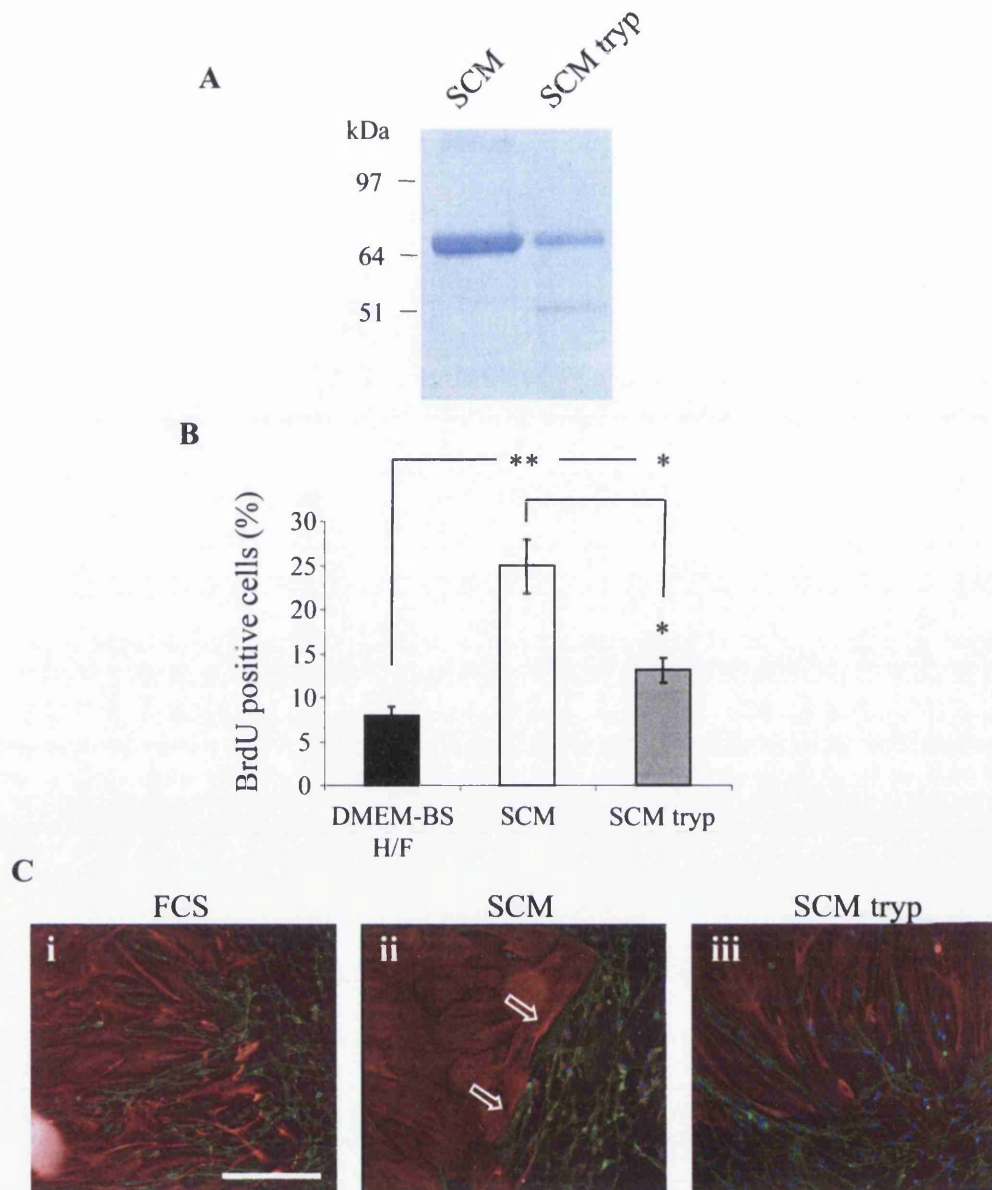 A
SCM
SCM tryp
kDa
97
64
51
B
**
*
BrdU positive cells (%)
30
25
20
15
10
5
0
*
DMEM-BS
H/F
SCM
SCM tryp
C
FCS
SCM
SCM tryp
i
ii
iii